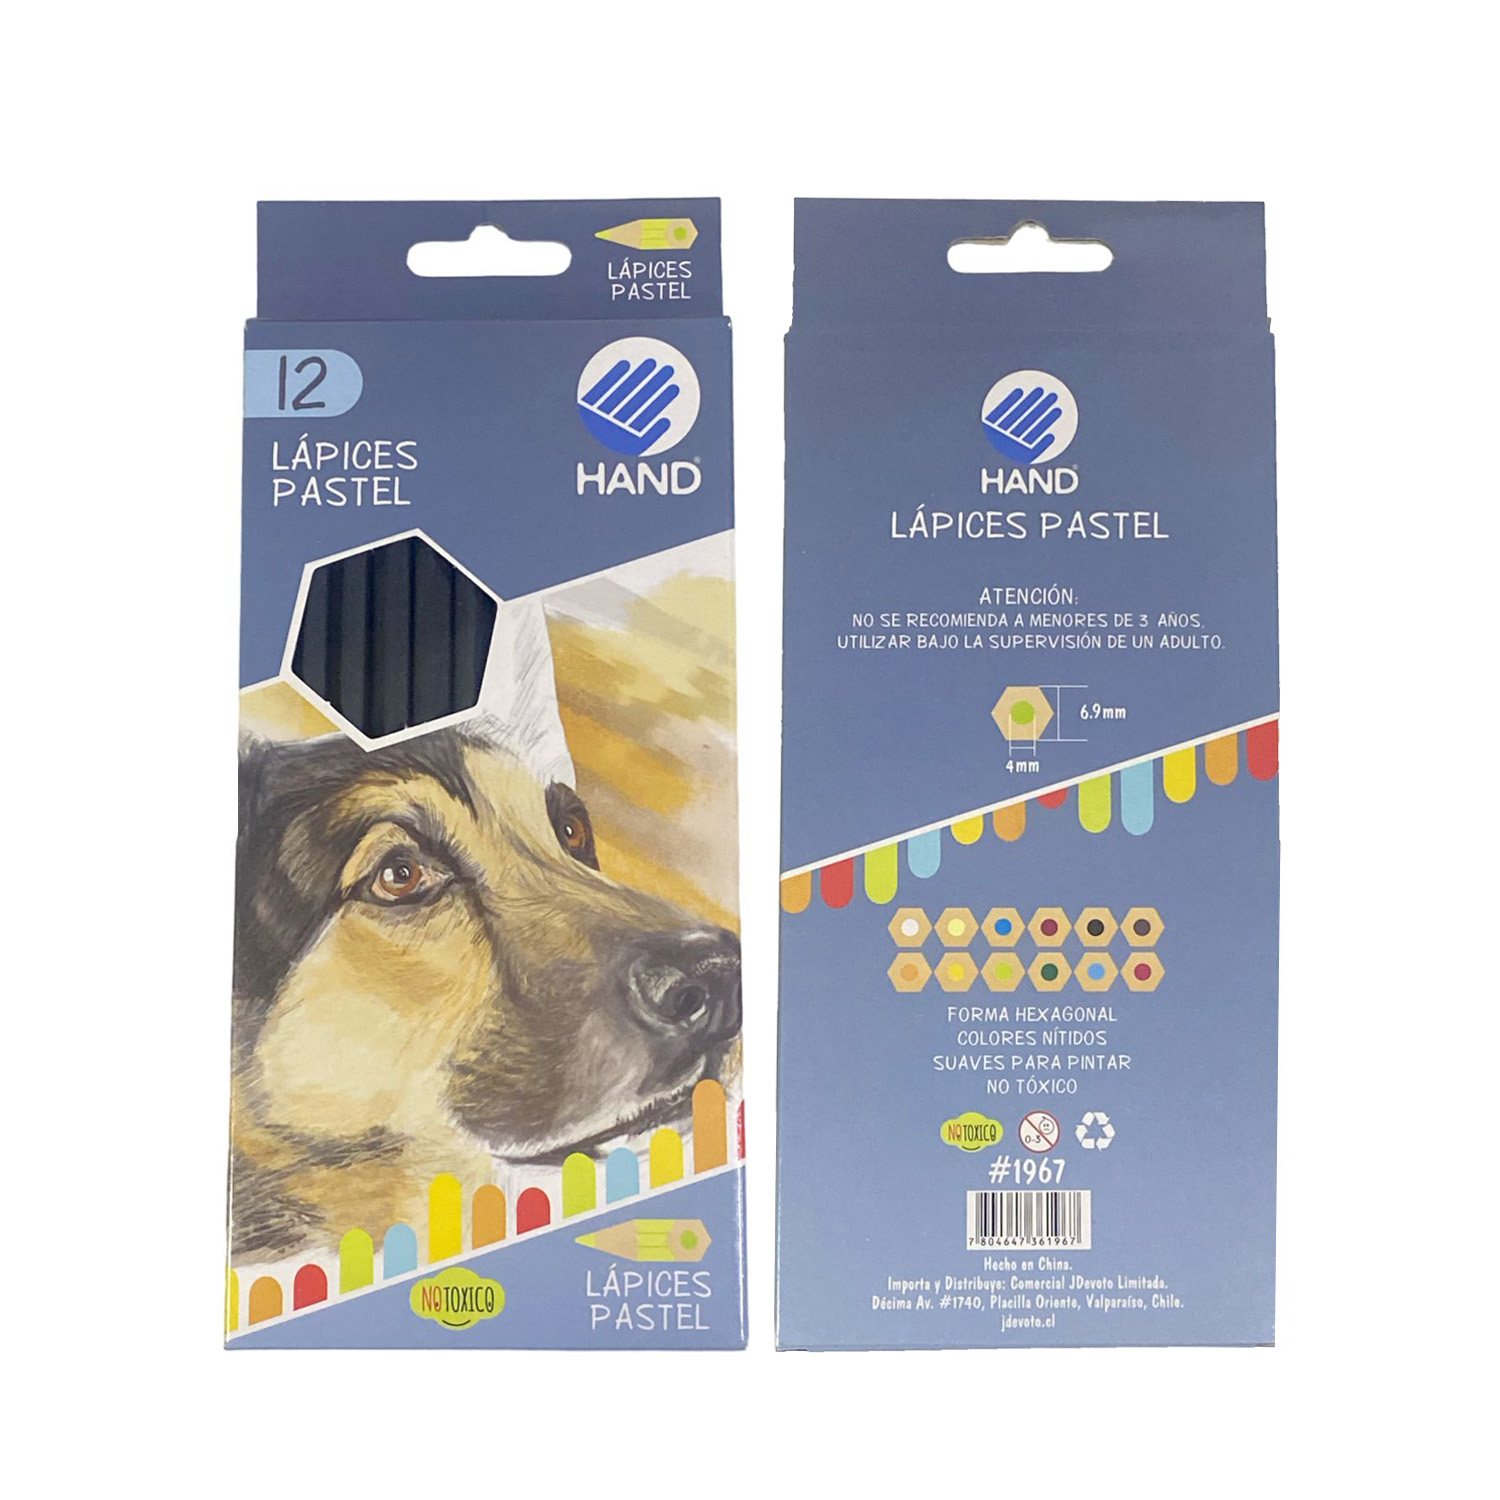 LÁPICES
PASTEL
12
LÁPICES
PASTEL
HAND®
NO TOXICO
LÁPICES
PASTEL
HAND®
LÁPICES PASTEL
ATENCIÓN:
NO SE RECOMIENDA A MENORES DE 3 AÑOS,
UTILIZAR BAJO LA SUPERVISIÓN DE UN ADULTO.
6.9mm
4mm
FORMA HEXAGONAL
COLORES NÍTIDOS
SUAVES PARA PINTAR
NO TÓXICO
NO TOXICO
0-3
#1967
7 804647 361967
Hecho en China.
Importa y Distribuye: Comercial JDevoto Limitada.
Décima Av. #1740, Placilla Oriente, Valparaíso, Chile.
jdevoto.cl